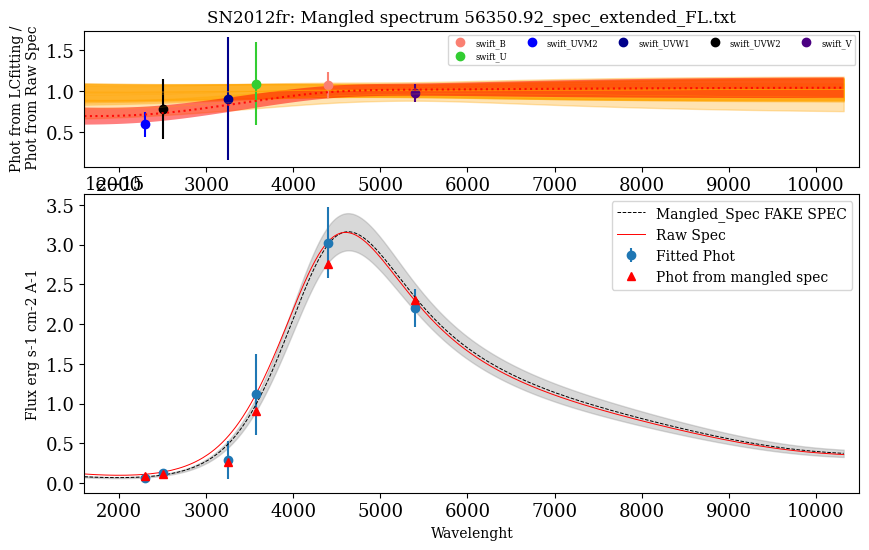 SN2012fr: Mangled spectrum 56350.92_spec_extended_FL.txt
Phot from LCfitting /
Phot from Raw Spec
1.5
1.0
0.5
swift_B swift_UVM2 swift_UVW1 swift_UVW2 swift_V
swift_U
2000 3000 4000 5000 6000 7000 8000 9000 10000
1e−15
Flux erg s-1 cm-2 A-1
3.5
3.0
2.5
2.0
1.5
1.0
0.5
0.0
Mangled_Spec FAKE SPEC
Raw Spec
Fitted Phot
Phot from mangled spec
2000 3000 4000 5000 6000 7000 8000 9000 10000
Wavelenght